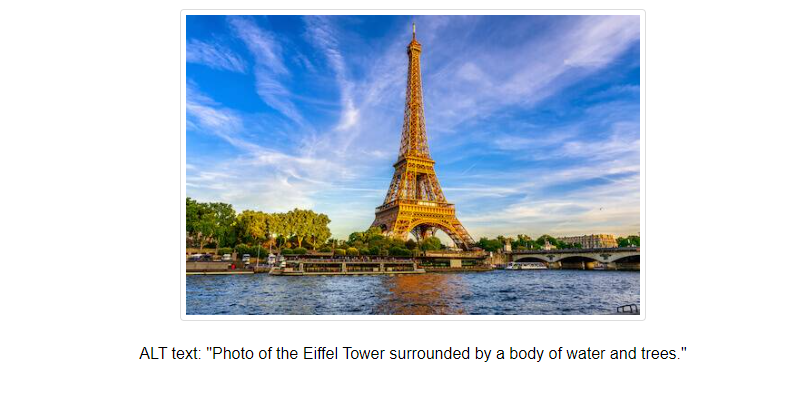 ALT text: "Photo of the Eiffel Tower surrounded by a body of water and trees."